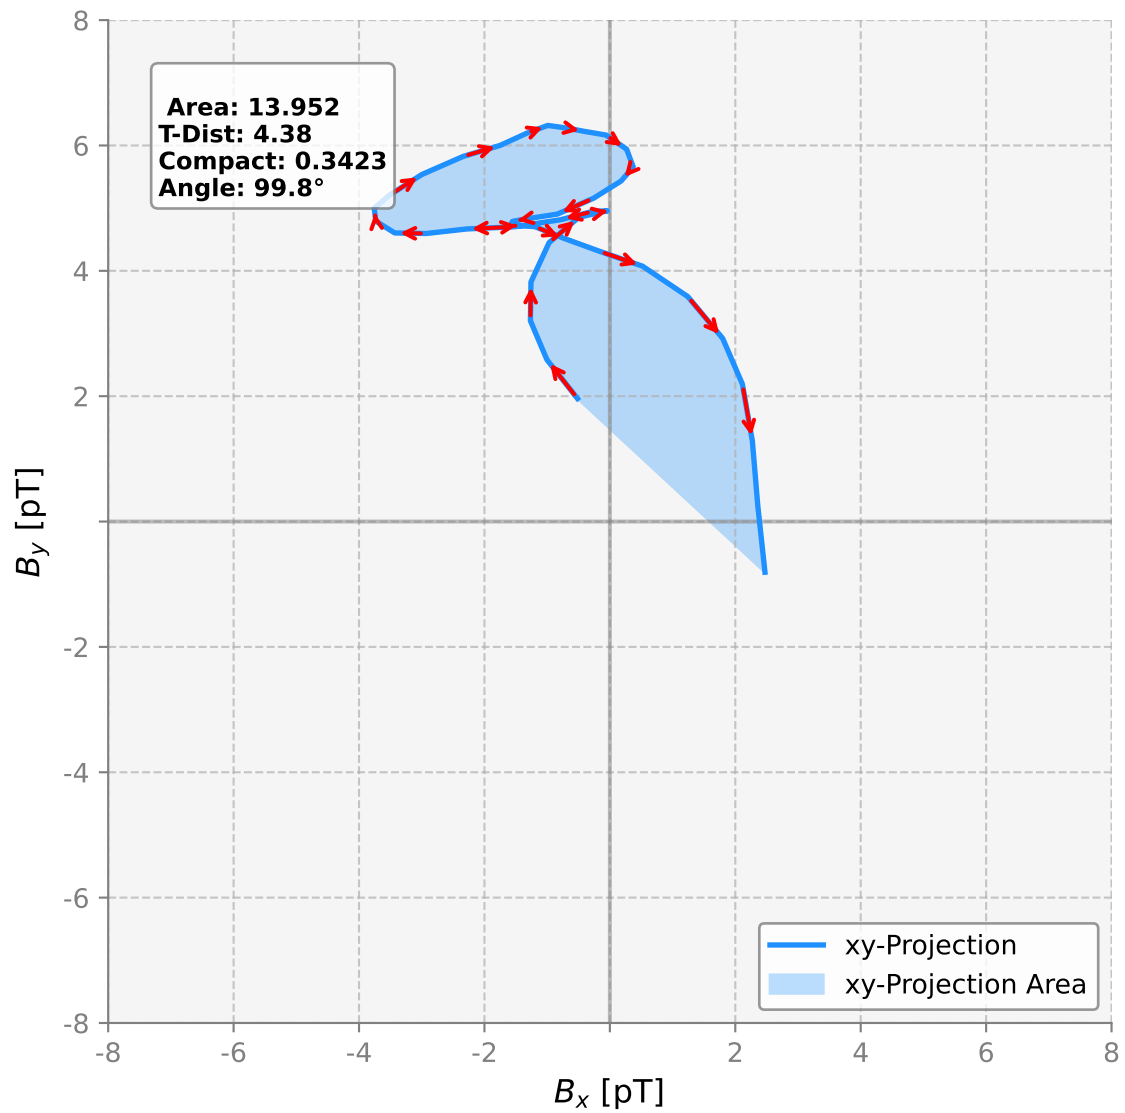 8
6
4
2
-2
-4
-6
-8
B_y [pT]
Area: 13.952
T-Dist: 4.38
Compact: 0.3423
Angle: 99.8°
xy-Projection
xy-Projection Area
-8 -6 -4 -2 2 4 6 8
B_x [pT]